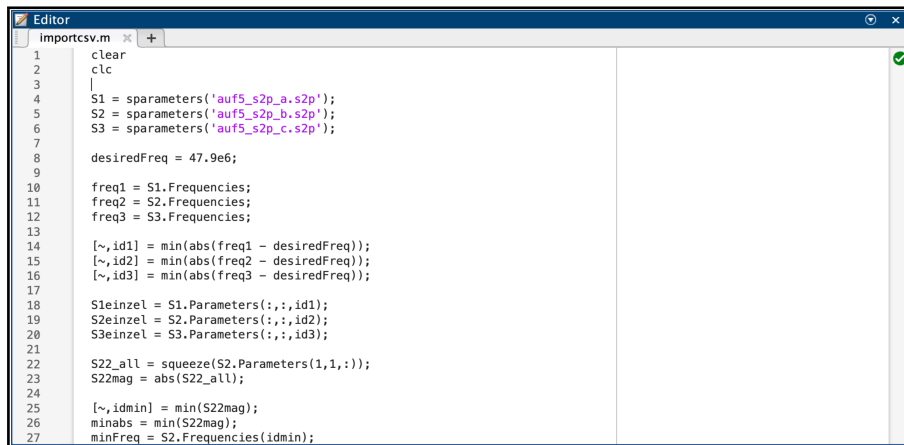 Editor
importcsv.m
1 clear
2 clc
3
4 S1 = sparameters('auf5_s2p_a.s2p');
5 S2 = sparameters('auf5_s2p_b.s2p');
6 S3 = sparameters('auf5_s2p_c.s2p');
7
8 desiredFreq = 47.9e6;
9
10 freq1 = S1.Frequencies;
11 freq2 = S2.Frequencies;
12 freq3 = S3.Frequencies;
13
14 [~,id1] = min(abs(freq1 - desiredFreq));
15 [~,id2] = min(abs(freq2 - desiredFreq));
16 [~,id3] = min(abs(freq3 - desiredFreq));
17
18 S1einzel = S1.Parameters(:,:,id1);
19 S2einzel = S2.Parameters(:,:,id2);
20 S3einzel = S3.Parameters(:,:,id3);
21
22 S22_all = squeeze(S2.Parameters(1,1,:));
23 S22mag = abs(S22_all);
24
25 [~,idmin] = min(S22mag);
26 minabs = min(S22mag);
27 minFreq = S2.Frequencies(idmin);